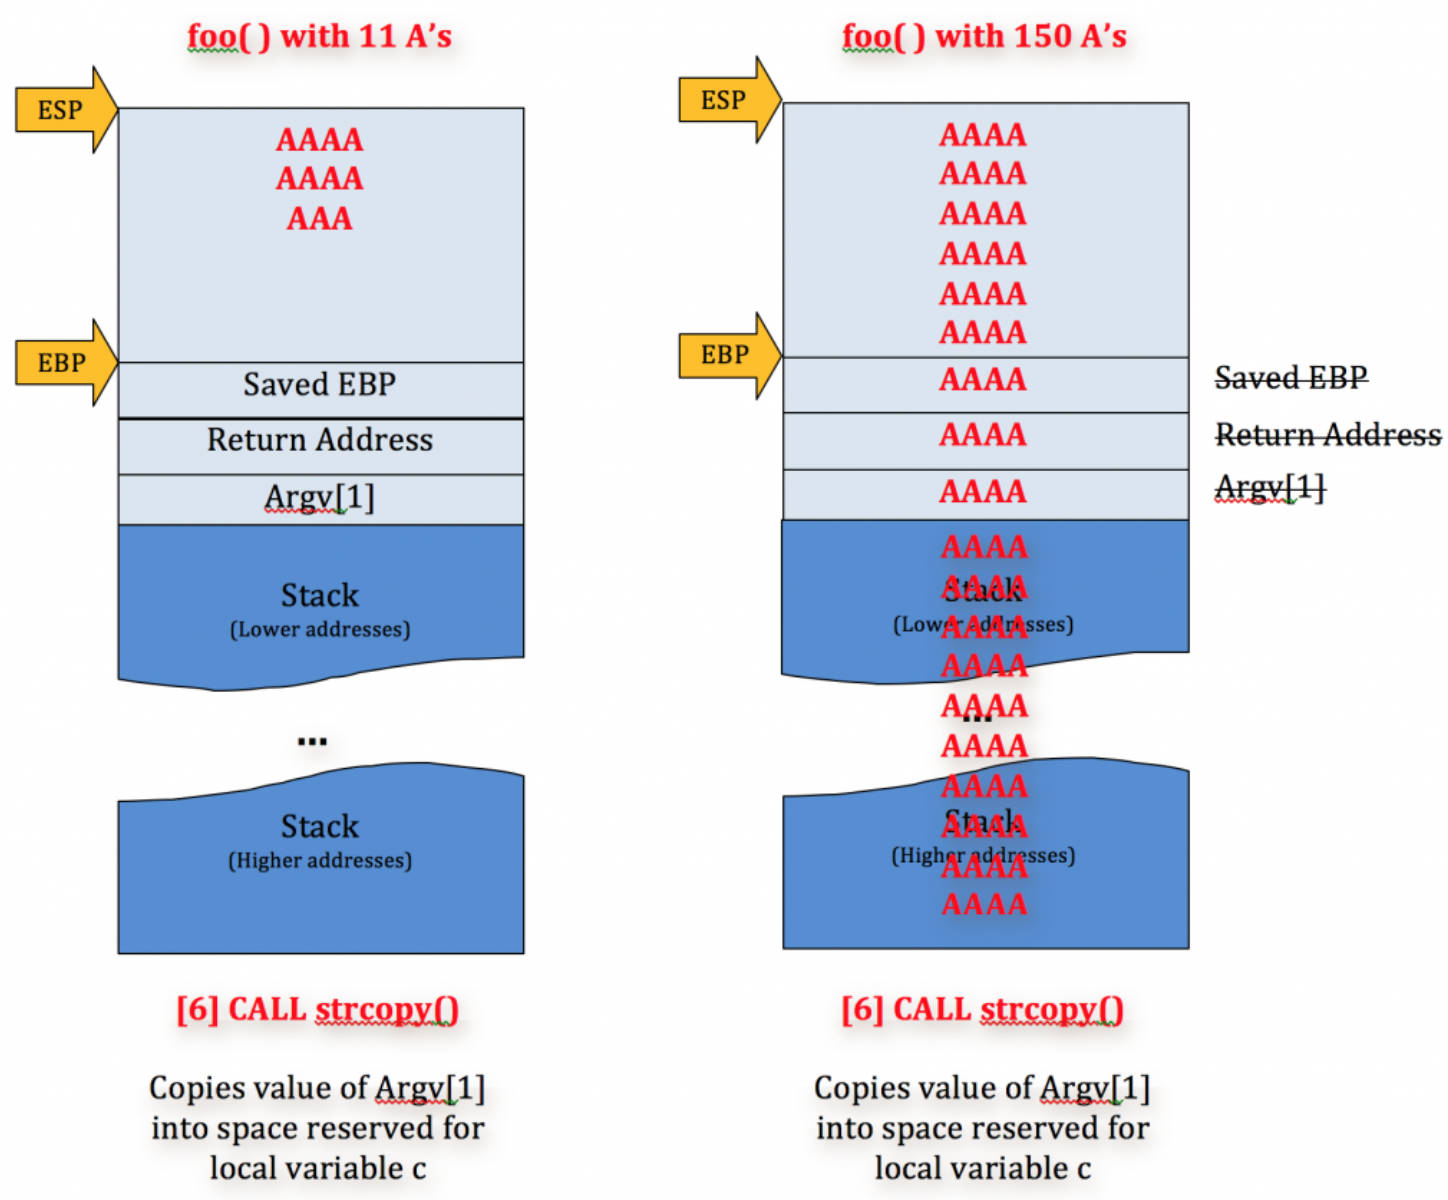 foo( ) with 11 A's
ESP
AAAA
AAAA
AAA
EBP
Saved EBP
Return Address
Argv[1]
Stack
(Lower addresses)
...
Stack
(Higher addresses)
[6] CALL strcopy()
Copies value of Argv[1]
into space reserved for
local variable c
foo( ) with 150 A's
ESP
AAAA
AAAA
AAAA
AAAA
AAAA
AAAA
EBP
AAAA
Saved EBP
AAAA
Return Address
AAAA
Argv[1]
AAAA
AAAA
Stack
AAAA
(Lower addresses)
AAAA
AAAA
...
AAAA
AAAA
AAAA
Stack
AAAA
(Higher addresses)
AAAA
[6] CALL strcopy()
Copies value of Argv[1]
into space reserved for
local variable c